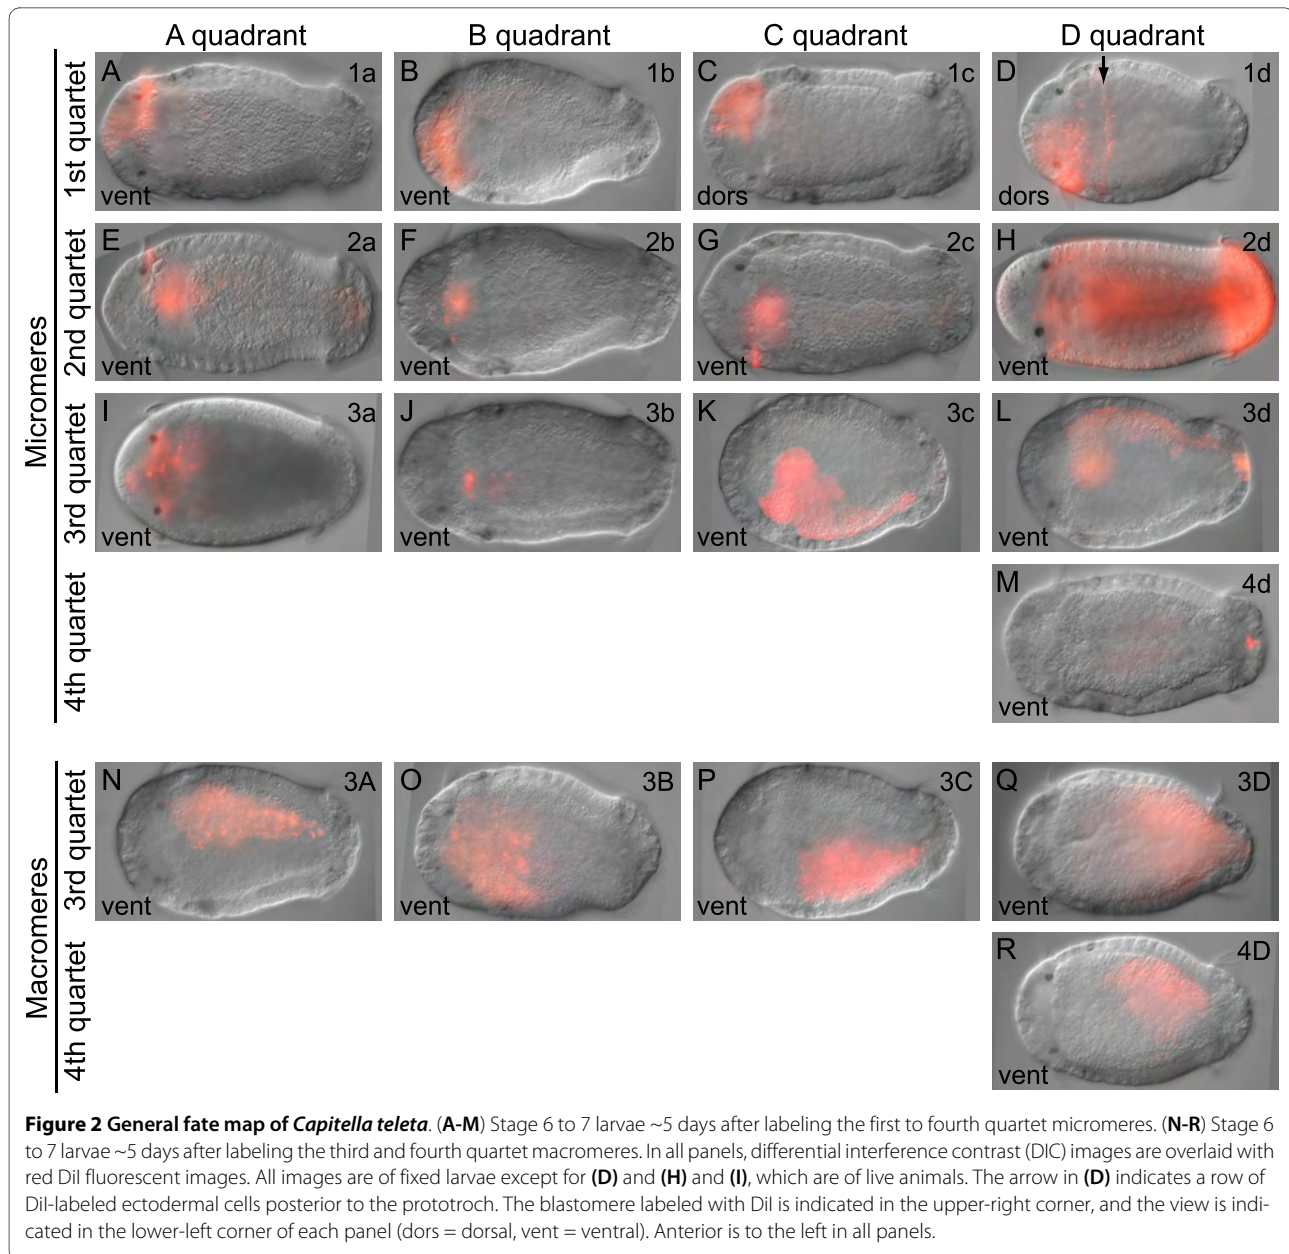 A quadrant B quadrant C quadrant D quadrant
Micromeres
1st quartet
A 1a vent
B 1b vent
C 1c dors
D 1d dors
2nd quartet
E 2a vent
F 2b vent
G 2c vent
H 2d vent
3rd quartet
I 3a vent
J 3b vent
K 3c vent
L 3d vent
4th quartet
M 4d vent
Macromeres
3rd quartet
N 3A vent
O 3B vent
P 3C vent
Q 3D vent
4th quartet
R 4D vent
Figure 2 General fate map of Capitella teleta. (A-M) Stage 6 to 7 larvae ~5 days after labeling the first to fourth quartet micromeres. (N-R) Stage 6
to 7 larvae ~5 days after labeling the third and fourth quartet macromeres. In all panels, differential interference contrast (DIC) images are overlaid with
red DiI fluorescent images. All images are of fixed larvae except for (D) and (H) and (I), which are of live animals. The arrow in (D) indicates a row of
DiI-labeled ectodermal cells posterior to the prototroch. The blastomere labeled with DiI is indicated in the upper-right corner, and the view is indi-
cated in the lower-left corner of each panel (dors = dorsal, vent = ventral). Anterior is to the left in all panels.